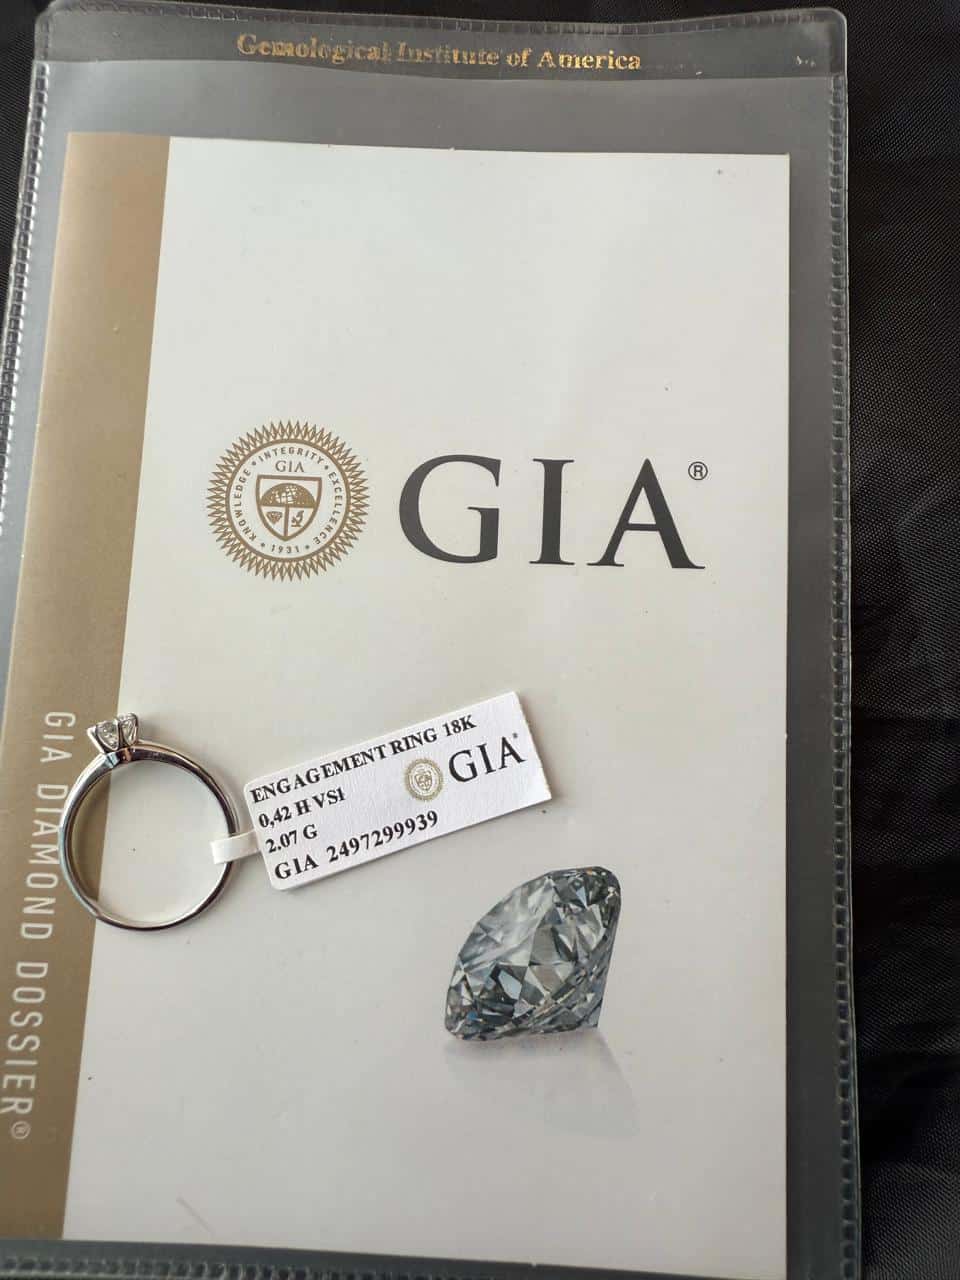 Gemological Institute of America
KNOWLEDGE • INTEGRITY • EXCELLENCE
GIA
• 1931 •
GIA®
ENGAGEMENT RING 18K
0,42 H VS1
2.07 G
GIA 2497299939
GIA®
GIA DIAMOND DOSSIER®